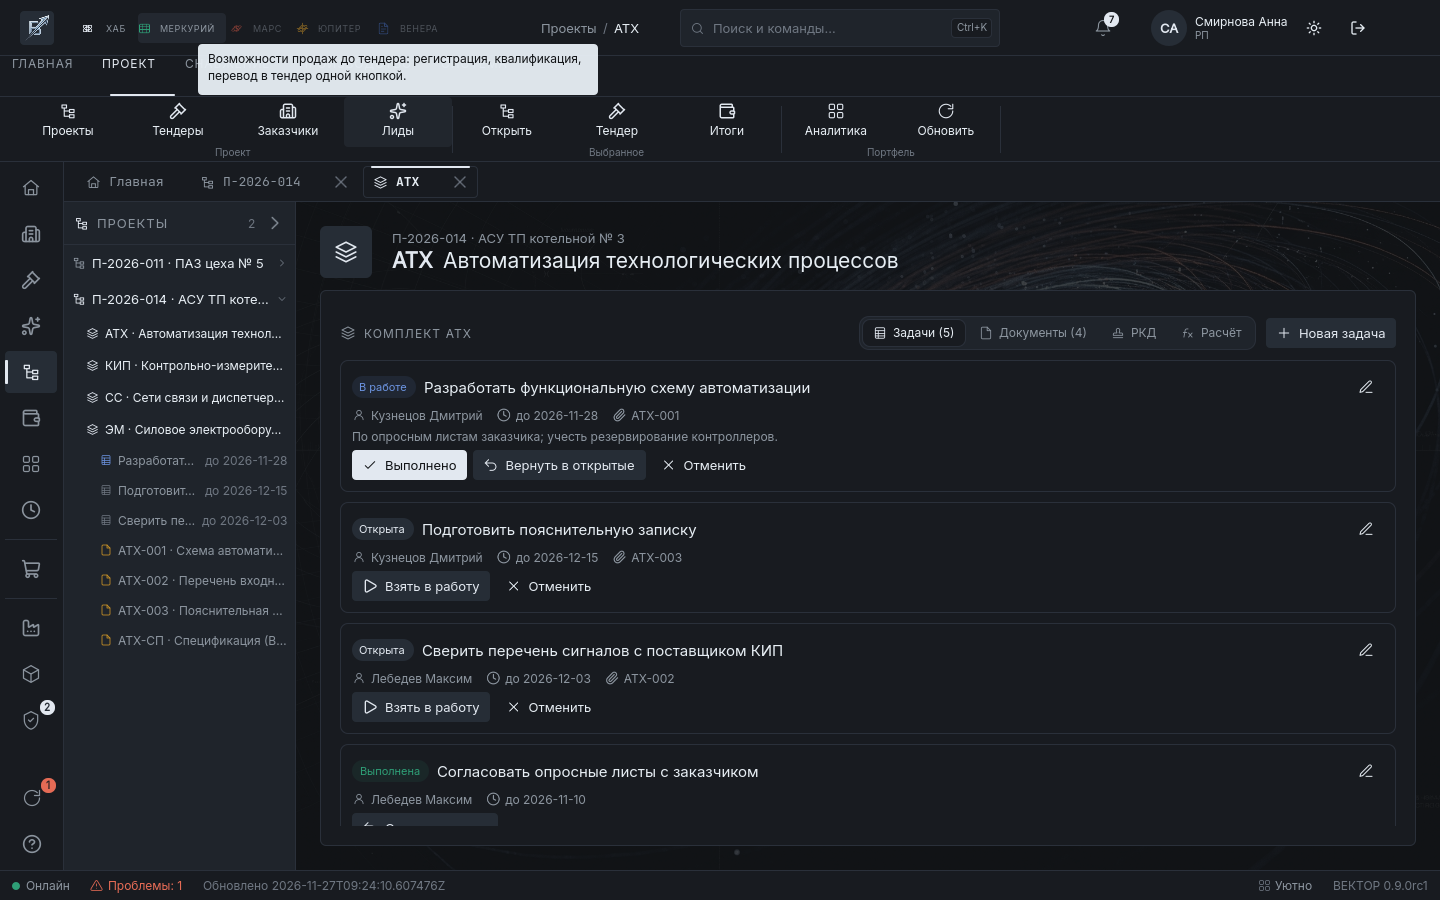 ХАБ
МЕРКУРИЙ
МАРС
ЮПИТЕР
ВЕНЕРА
Проекты / АТХ
Поиск и команды...
Ctrl+K
7
СА
Смирнова Анна
РП
ГЛАВНАЯ
ПРОЕКТ
Возможности продаж до тендера: регистрация, квалификация,
перевод в тендер одной кнопкой.
Проекты
Тендеры
Заказчики
Лиды
Открыть
Тендер
Итоги
Аналитика
Обновить
Проект
Выбранное
Портфель
Главная
П-2026-014
АТХ
ПРОЕКТЫ
2
П-2026-011 · ПАЗ цеха № 5
П-2026-014 · АСУ ТП коте...
АТХ · Автоматизация технол...
КИП · Контрольно-измерите...
СС · Сети связи и диспетчер...
ЭМ · Силовое электрообору...
Разработат... до 2026-11-28
Подготовит... до 2026-12-15
Сверить пе... до 2026-12-03
АТХ-001 · Схема автомати...
АТХ-002 · Перечень входн...
АТХ-003 · Пояснительная ...
АТХ-СП · Спецификация (В...
2
1
П-2026-014 · АСУ ТП котельной № 3
АТХ Автоматизация технологических процессов
КОМПЛЕКТ АТХ
Задачи (5)
Документы (4)
РКД
fx Расчёт
Новая задача
В работе Разработать функциональную схему автоматизации
Кузнецов Дмитрий до 2026-11-28 АТХ-001
По опросным листам заказчика; учесть резервирование контроллеров.
Выполнено
Вернуть в открытые
Отменить
Открыта Подготовить пояснительную записку
Кузнецов Дмитрий до 2026-12-15 АТХ-003
Взять в работу
Отменить
Открыта Сверить перечень сигналов с поставщиком КИП
Лебедев Максим до 2026-12-03 АТХ-002
Взять в работу
Отменить
Выполнена Согласовать опросные листы с заказчиком
Лебедев Максим до 2026-11-10
Онлайн
Проблемы: 1
Обновлено 2026-11-27T09:24:10.607476Z
Уютно
ВЕКТОР 0.9.0rc1